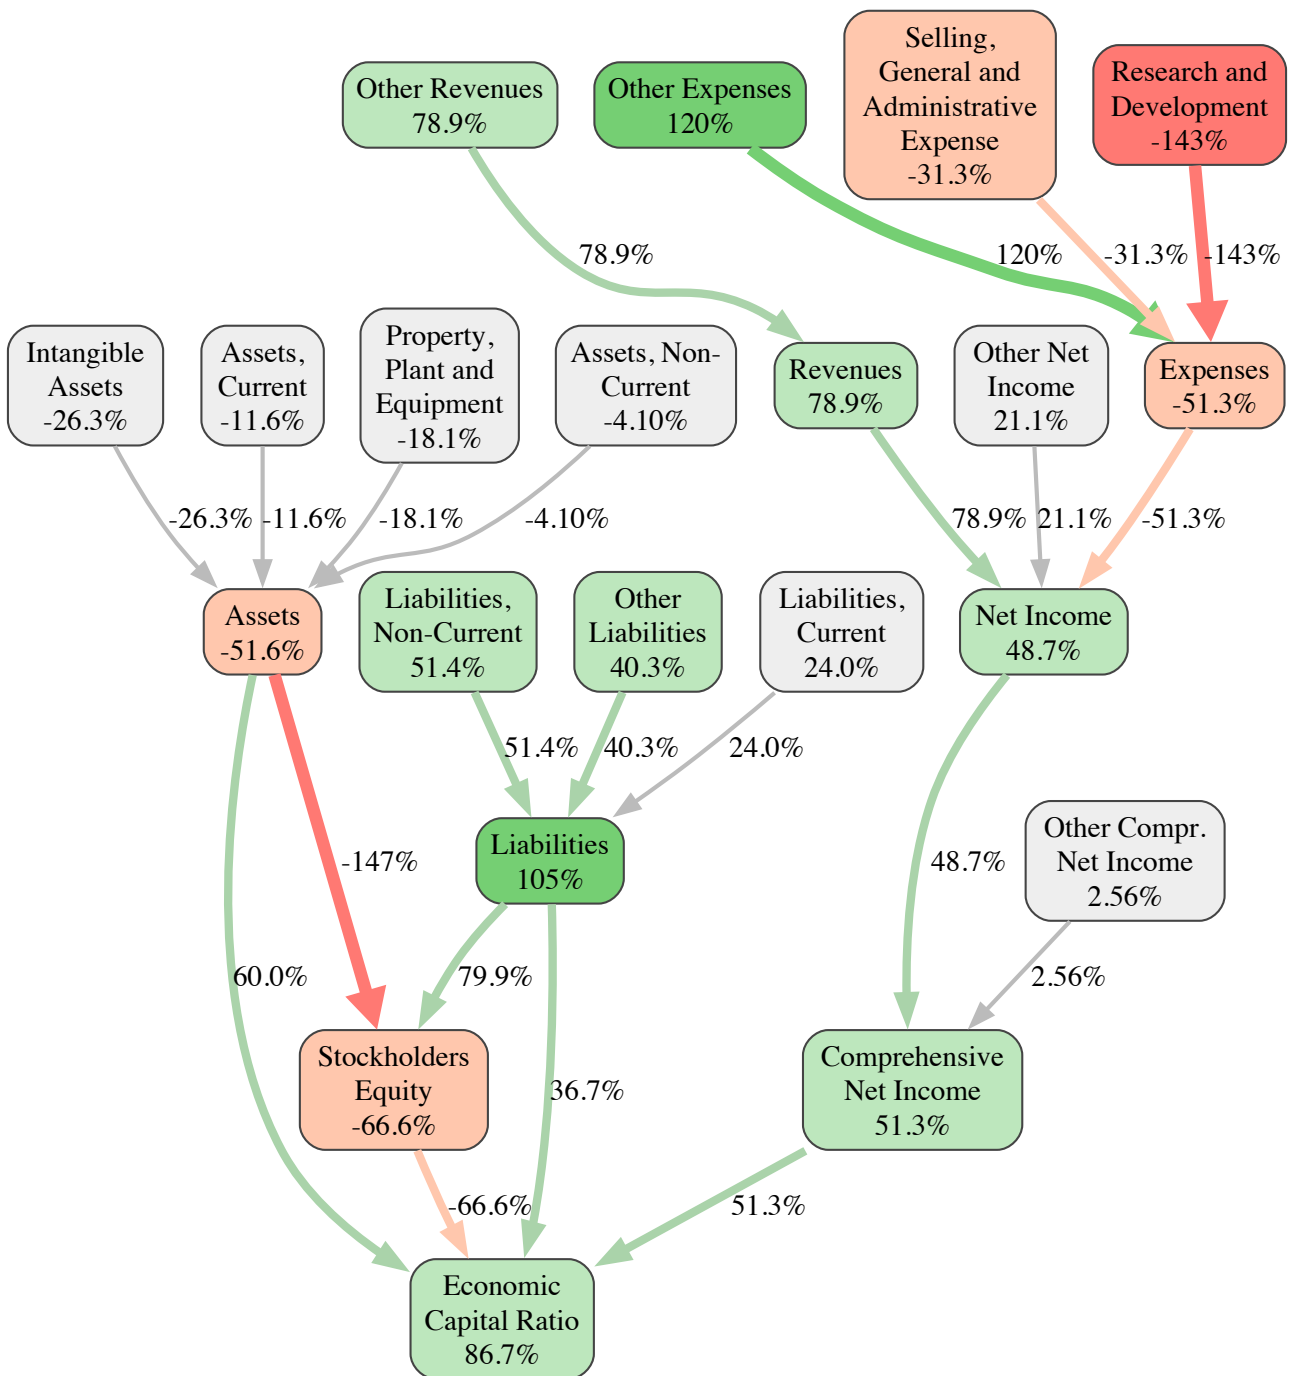 Other Revenues
78.9%
Other Expenses
120%
Selling,
General and
Administrative
Expense
-31.3%
Research and
Development
-143%
78.9%
120%
-31.3%
-143%
Intangible
Assets
-26.3%
Assets,
Current
-11.6%
Property,
Plant and
Equipment
-18.1%
Assets, Non-
Current
-4.10%
Revenues
78.9%
Other Net
Income
21.1%
Expenses
-51.3%
-26.3%
-11.6%
-18.1%
-4.10%
78.9%
21.1%
-51.3%
Assets
-51.6%
Liabilities,
Non-Current
51.4%
Other
Liabilities
40.3%
Liabilities,
Current
24.0%
Net Income
48.7%
51.4%
40.3%
24.0%
-147%
Liabilities
105%
48.7%
Other Compr.
Net Income
2.56%
60.0%
79.9%
2.56%
Stockholders
Equity
-66.6%
36.7%
Comprehensive
Net Income
51.3%
-66.6%
51.3%
Economic
Capital Ratio
86.7%